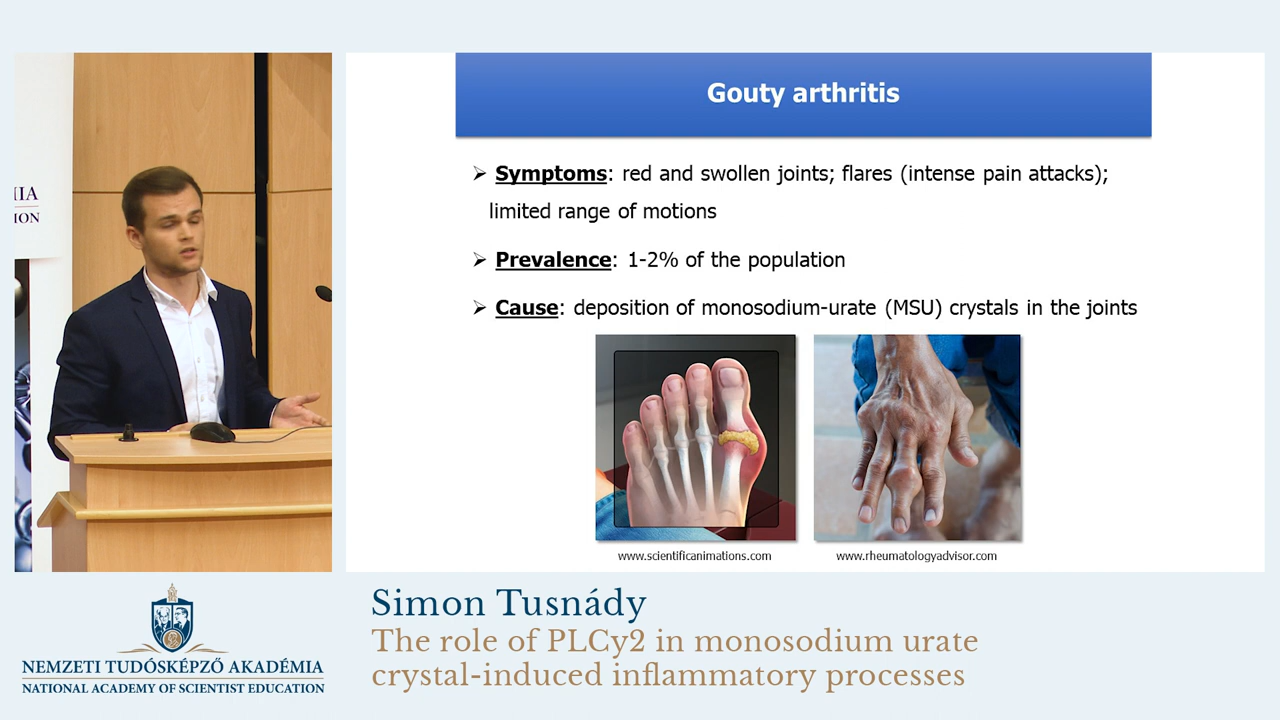 Gouty arthritis
➢ Symptoms: red and swollen joints; flares (intense pain attacks);
limited range of motions
➢ Prevalence: 1-2% of the population
➢ Cause: deposition of monosodium-urate (MSU) crystals in the joints
www.scientificanimations.com
www.rheumatologyadvisor.com
IA
ION
Simon Tusnády
The role of PLCy2 in monosodium urate
crystal-induced inflammatory processes
NEMZETI TUDÓSKÉPZŐ AKADÉMIA
NATIONAL ACADEMY OF SCIENTIST EDUCATION